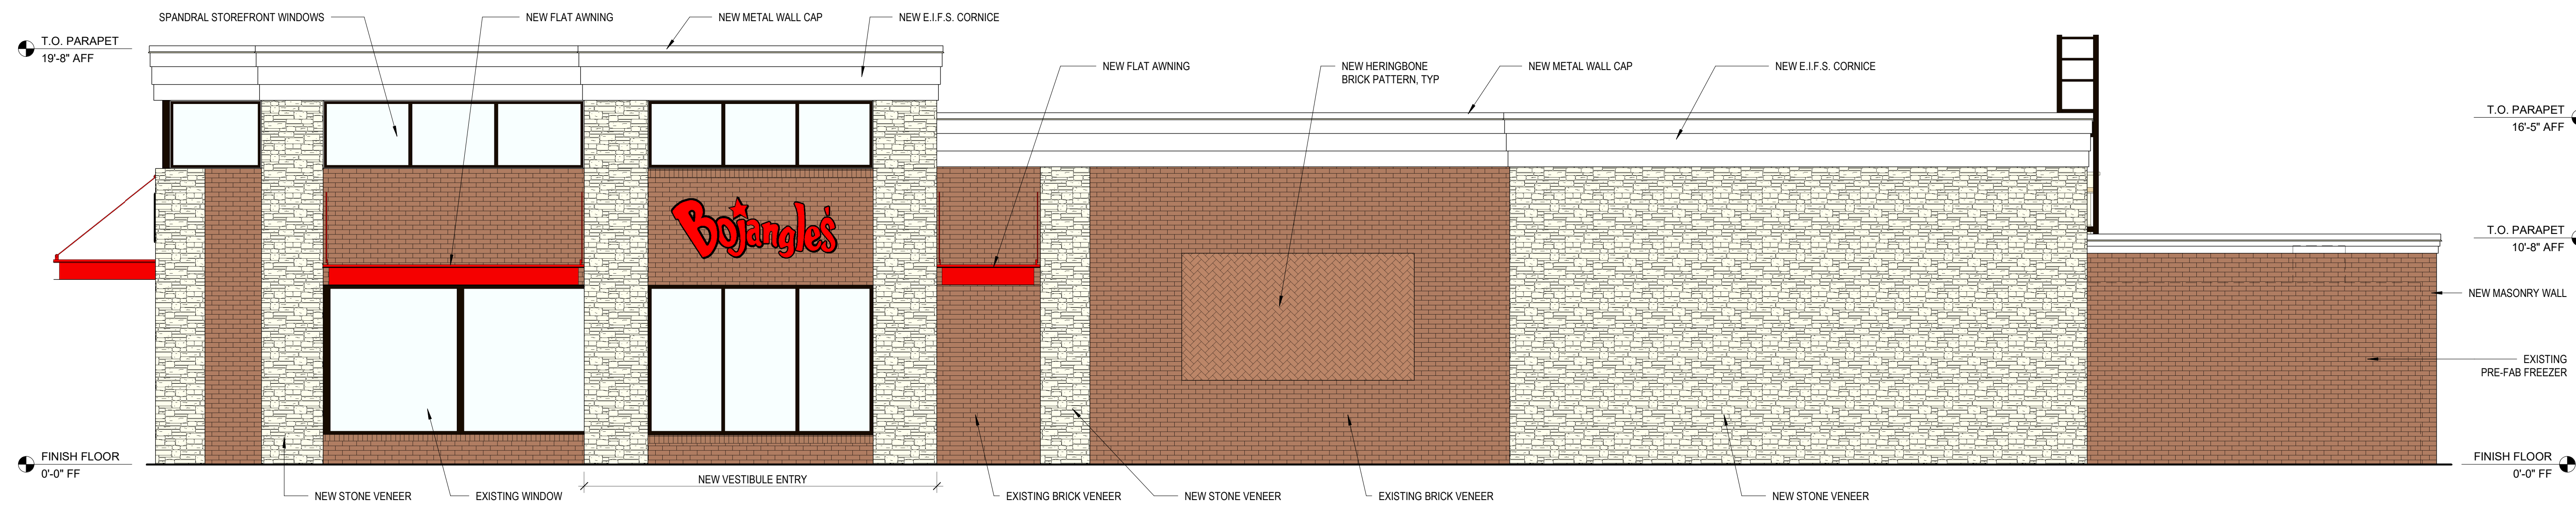 SPANDRAL STOREFRONT WINDOWS
NEW FLAT AWNING
NEW METAL WALL CAP
NEW E.I.F.S. CORNICE
T.O. PARAPET
19'-8" AFF
NEW FLAT AWNING
NEW HERINGBONE
BRICK PATTERN, TYP
NEW METAL WALL CAP
NEW E.I.F.S. CORNICE
T.O. PARAPET
16'-5" AFF
Bojangles
T.O. PARAPET
10'-8" AFF
NEW MASONRY WALL
EXISTING
PRE-FAB FREEZER
FINISH FLOOR
0'-0" FF
FINISH FLOOR
0'-0" FF
NEW VESTIBULE ENTRY
NEW STONE VENEER
EXISTING WINDOW
EXISTING BRICK VENEER
NEW STONE VENEER
EXISTING BRICK VENEER
NEW STONE VENEER